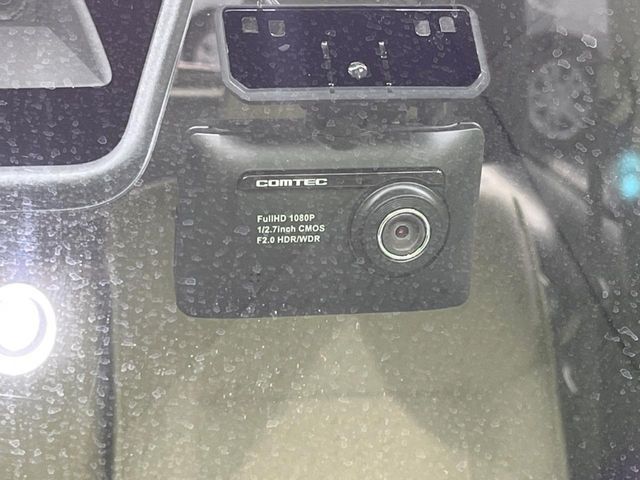 COMTEC
FullHD 1080P
1/2.7inch CMOS
F2.0 HDR/WDR